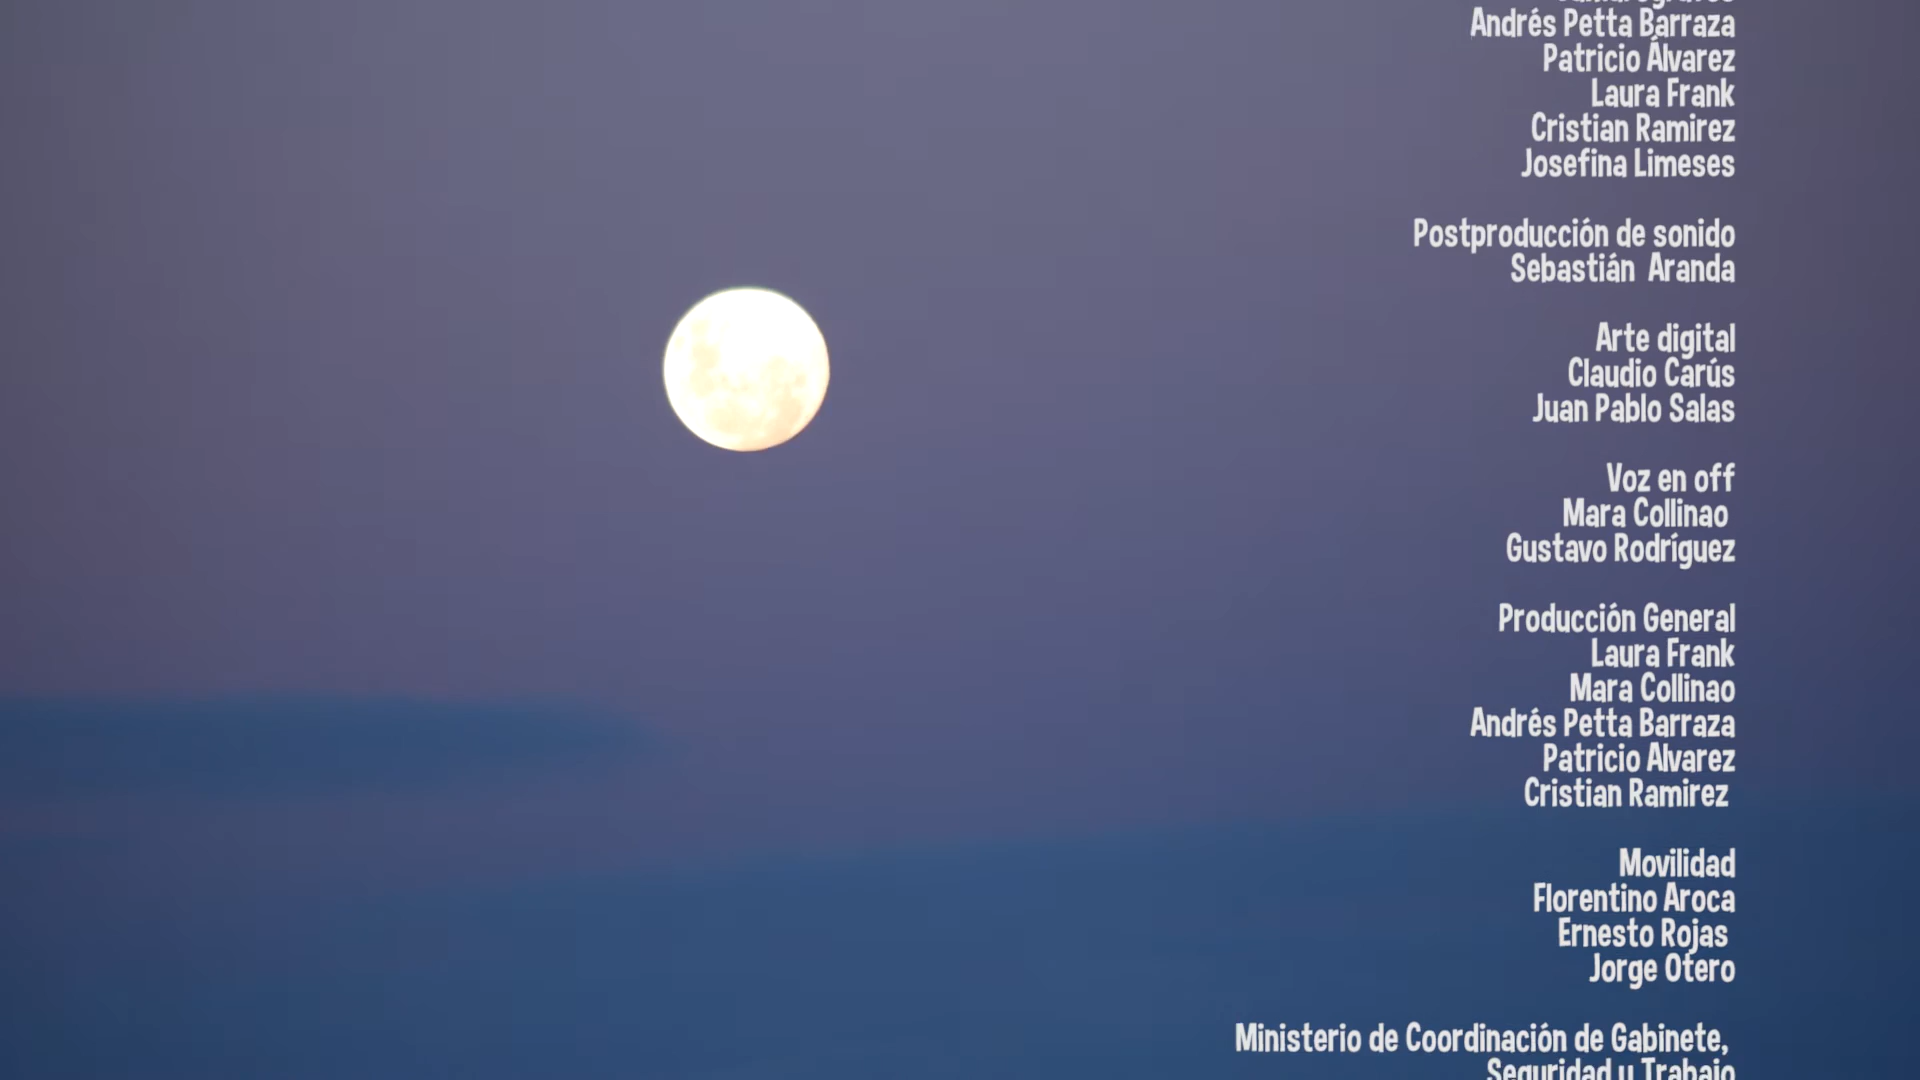 Andrés Petta Barraza
Patricio Álvarez
Laura Frank
Cristian Ramirez
Josefina Limeses
Postproducción de sonido
Sebastián Aranda
Arte digital
Claudio Carús
Juan Pablo Salas
Voz en off
Mara Collinao
Gustavo Rodríguez
Producción General
Laura Frank
Mara Collinao
Andrés Petta Barraza
Patricio Alvarez
Cristian Ramirez
Movilidad
Florentino Aroca
Ernesto Rojas
Jorge Otero
Ministerio de Coordinación de Gabinete,
Seguridad y Trabajo